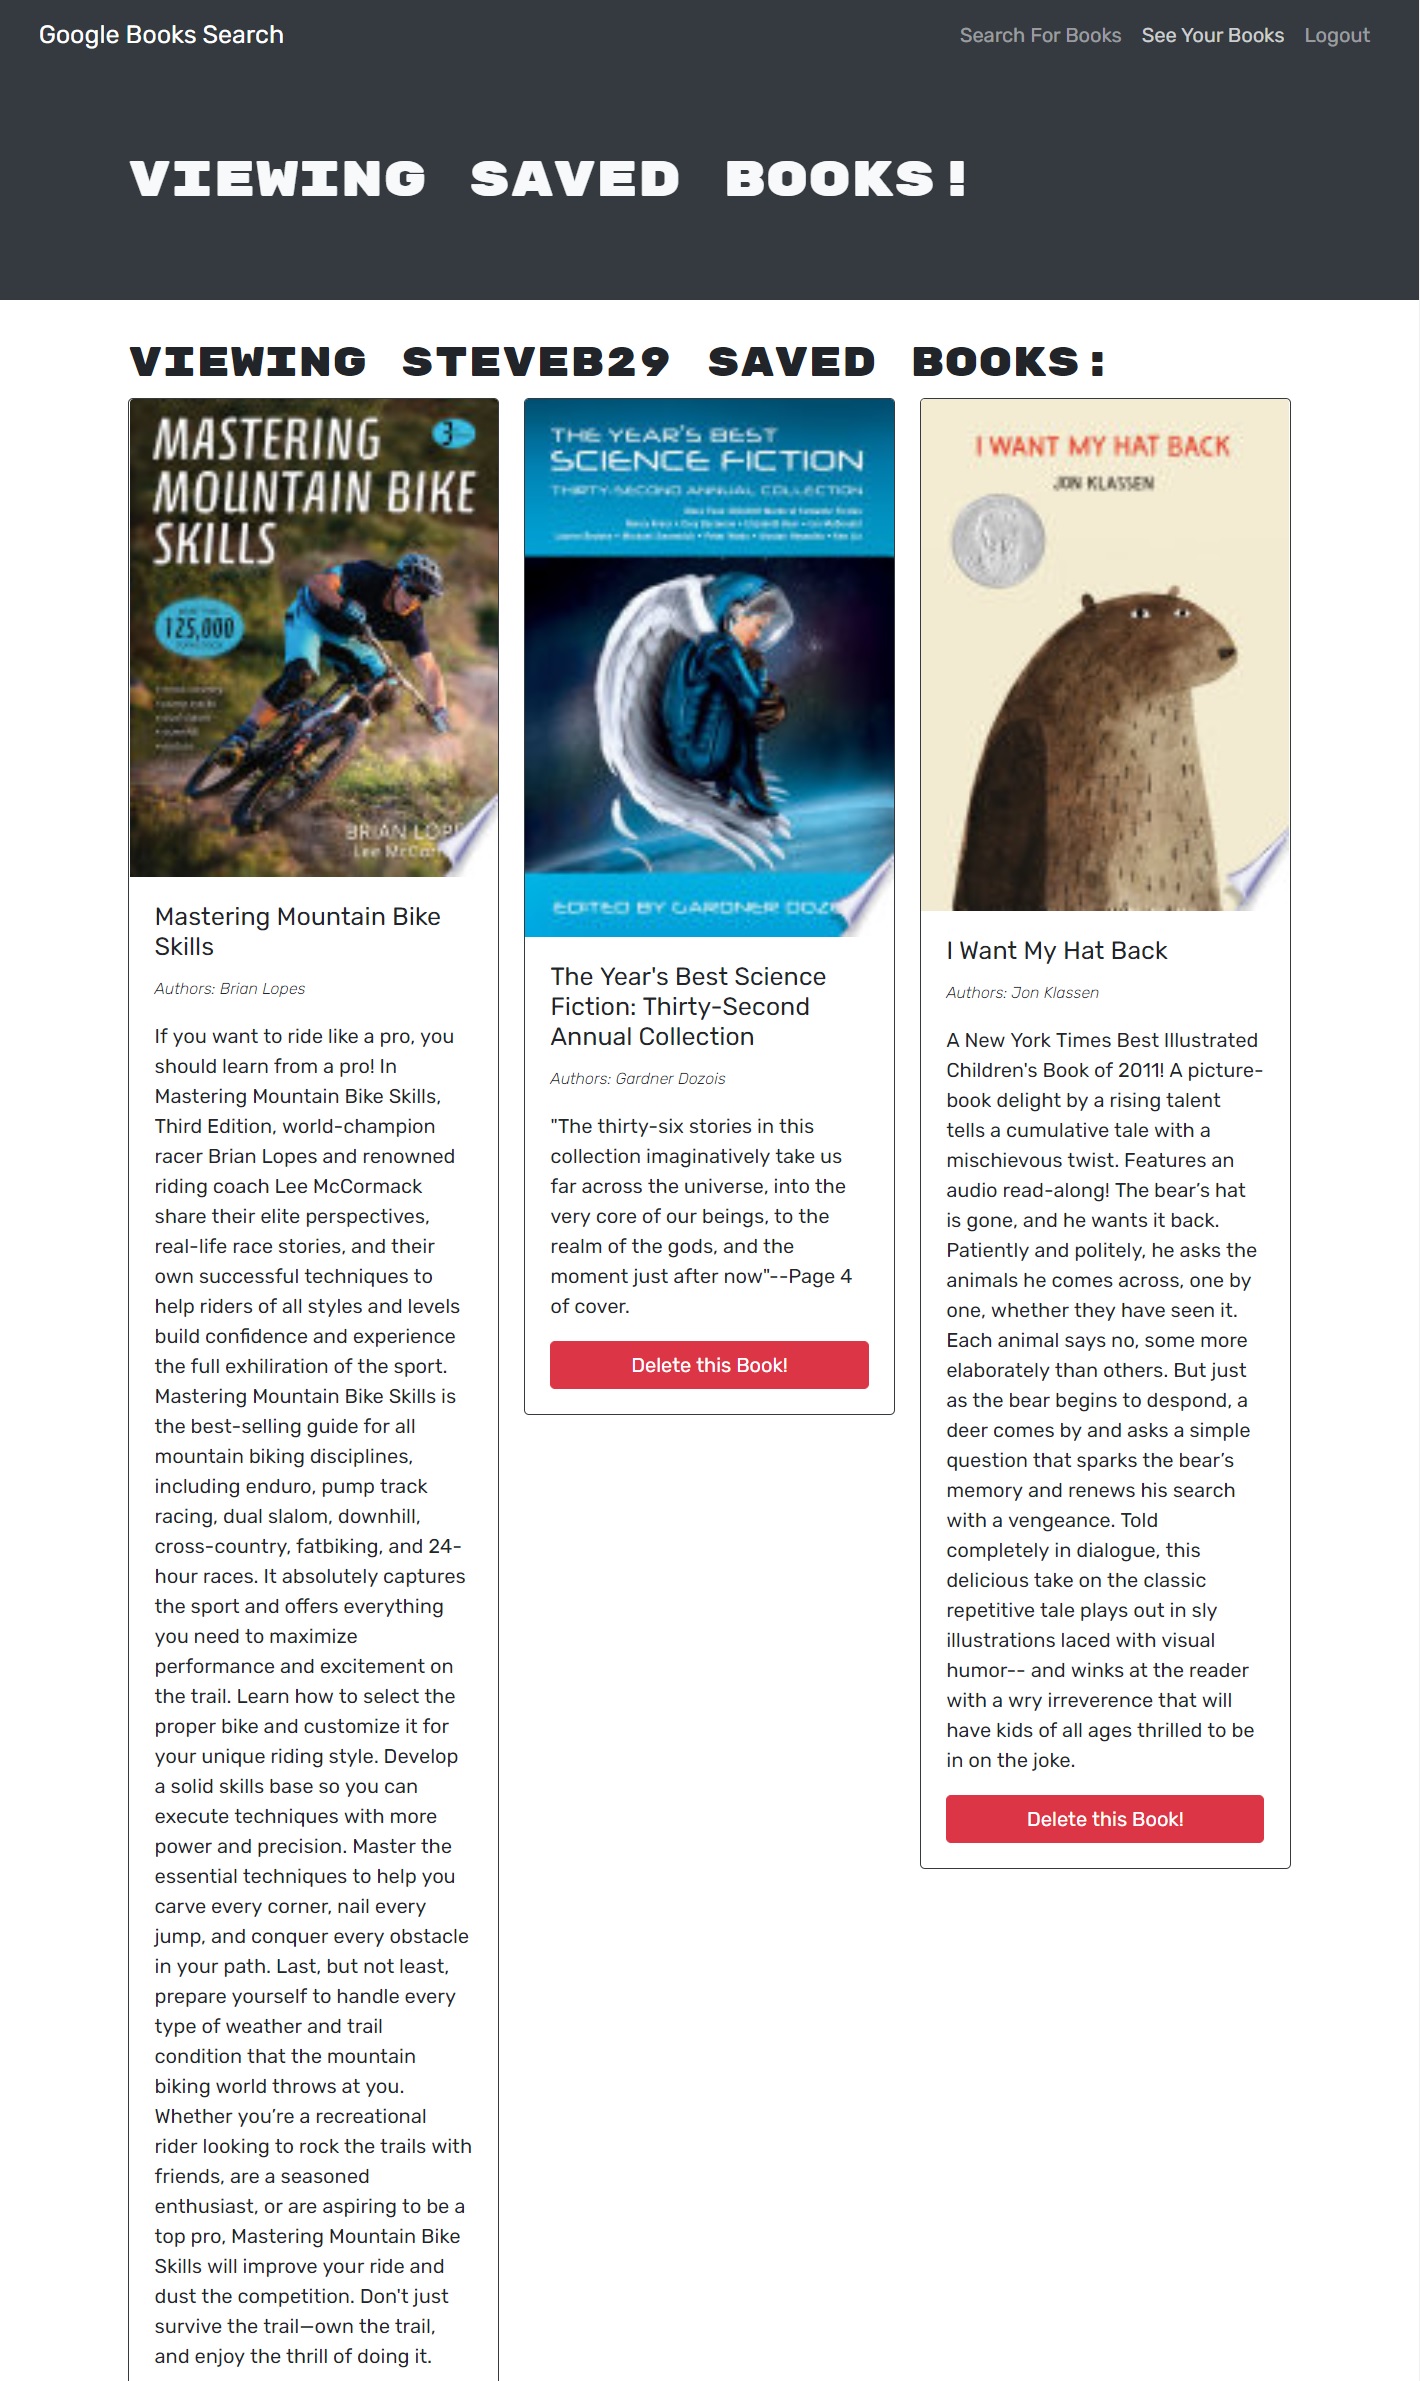 Google Books Search
Search For Books See Your Books Logout
VIEWING SAVED BOOKS!
VIEWING STEVEB29 SAVED BOOKS:
MASTERING
3
MOUNTAIN BIKE
SKILLS
125,000
BRIAN LOPE
Lee McCor
Mastering Mountain Bike
Skills
Authors: Brian Lopes
If you want to ride like a pro, you
should learn from a pro! In
Mastering Mountain Bike Skills,
Third Edition, world-champion
racer Brian Lopes and renowned
riding coach Lee McCormack
share their elite perspectives,
real-life race stories, and their
own successful techniques to
help riders of all styles and levels
build confidence and experience
the full exhiliration of the sport.
Mastering Mountain Bike Skills is
the best-selling guide for all
mountain biking disciplines,
including enduro, pump track
racing, dual slalom, downhill,
cross-country, fatbiking, and 24-
hour races. It absolutely captures
the sport and offers everything
you need to maximize
performance and excitement on
the trail. Learn how to select the
proper bike and customize it for
your unique riding style. Develop
a solid skills base so you can
execute techniques with more
power and precision. Master the
essential techniques to help you
carve every corner, nail every
jump, and conquer every obstacle
in your path. Last, but not least,
prepare yourself to handle every
type of weather and trail
condition that the mountain
biking world throws at you.
Whether you’re a recreational
rider looking to rock the trails with
friends, are a seasoned
enthusiast, or are aspiring to be a
top pro, Mastering Mountain Bike
Skills will improve your ride and
dust the competition. Don't just
survive the trail—own the trail,
and enjoy the thrill of doing it.
THE YEAR'S BEST
SCIENCE FICTION
THIRTY-SECOND ANNUAL COLLECTION
EDITED BY GARDNER DOZ
The Year's Best Science
Fiction: Thirty-Second
Annual Collection
Authors: Gardner Dozois
"The thirty-six stories in this
collection imaginatively take us
far across the universe, into the
very core of our beings, to the
realm of the gods, and the
moment just after now"--Page 4
of cover.
Delete this Book!
I WANT MY HAT BACK
JON KLASSEN
I Want My Hat Back
Authors: Jon Klassen
A New York Times Best Illustrated
Children's Book of 2011! A picture-
book delight by a rising talent
tells a cumulative tale with a
mischievous twist. Features an
audio read-along! The bear’s hat
is gone, and he wants it back.
Patiently and politely, he asks the
animals he comes across, one by
one, whether they have seen it.
Each animal says no, some more
elaborately than others. But just
as the bear begins to despond, a
deer comes by and asks a simple
question that sparks the bear’s
memory and renews his search
with a vengeance. Told
completely in dialogue, this
delicious take on the classic
repetitive tale plays out in sly
illustrations laced with visual
humor-- and winks at the reader
with a wry irreverence that will
have kids of all ages thrilled to be
in on the joke.
Delete this Book!